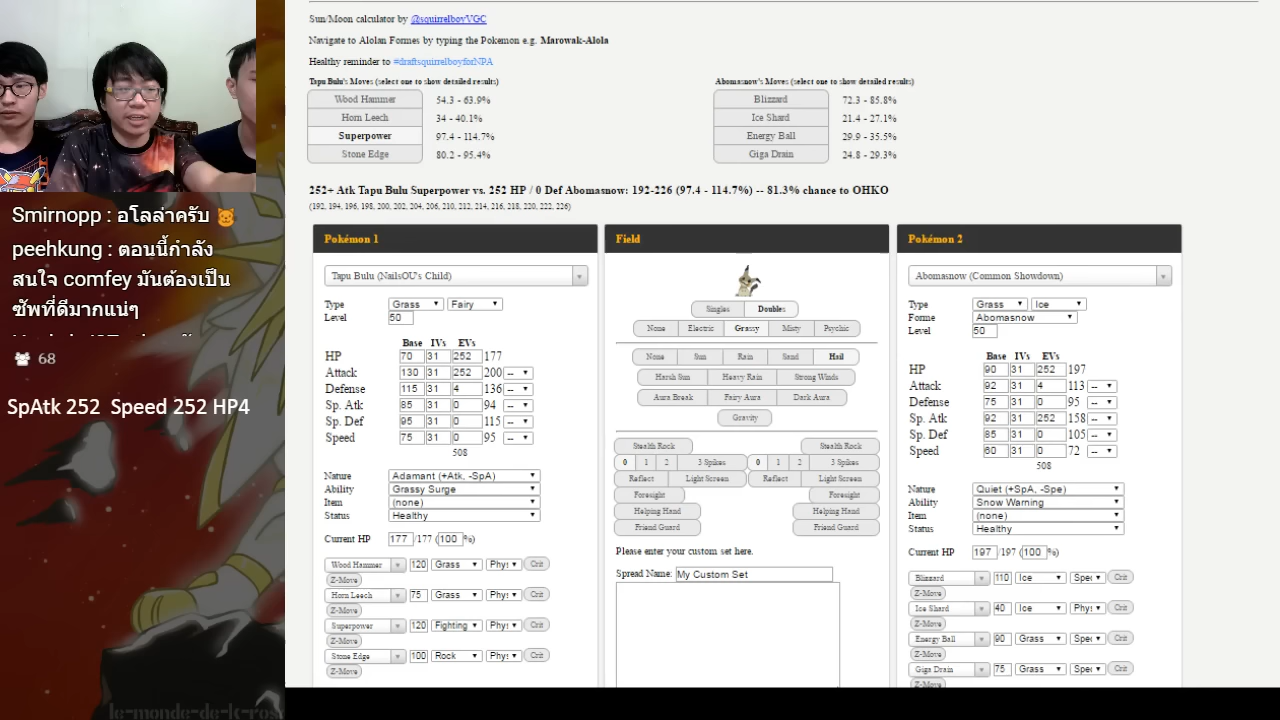 Sun/Moon calculator by @squirrelboyVGC
Navigate to Alolan Formes by typing the Pokemon e.g. Marowak-Alola
Healthy reminder to #draftsquirrelboyforNPA
Tapu Bulu's Moves (select one to show detailed results)
Wood Hammer 54.3 - 63.9%
Horn Leech 34 - 40.1%
Superpower 97.4 - 114.7%
Stone Edge 80.2 - 95.4%
Abomasnow's Moves (select one to show detailed results)
Blizzard 72.3 - 85.8%
Ice Shard 21.4 - 27.1%
Energy Ball 29.9 - 35.5%
Giga Drain 24.8 - 29.3%
252+ Atk Tapu Bulu Superpower vs. 252 HP / 0 Def Abomasnow: 192-226 (97.4 - 114.7%) -- 81.3% chance to OHKO
(192, 194, 196, 198, 200, 202, 204, 206, 210, 212, 214, 216, 218, 220, 222, 226)
Smirnopp : อโลล่าครับ
peehkung : ตอนนี้กำลัง
สนใจ comfey มันต้องเป็น
ซัพที่ดีมากแน่ๆ
68
SpAtk 252 Speed 252 HP4
Pokémon 1
Tapu Bulu (NailsOU's Child)
Type Grass Fairy
Level 50
Base IVs EVs
HP 70 31 252 177
Attack 130 31 252 200 --
Defense 115 31 4 136 --
Sp. Atk 85 31 0 94 --
Sp. Def 95 31 0 115 --
Speed 75 31 0 95 --
508
Nature Adamant (+Atk, -SpA)
Ability Grassy Surge
Item (none)
Status Healthy
Current HP 177 /177 (100 %)
Wood Hammer 120 Grass Phys Crit
Z-Move
Horn Leech 75 Grass Phys Crit
Z-Move
Superpower 120 Fighting Phys Crit
Z-Move
Stone Edge 100 Rock Phys Crit
Z-Move
Field
Singles Doubles
None Electric Grassy Misty Psychic
None Sun Rain Sand Hail
Harsh Sun Heavy Rain Strong Winds
Aura Break Fairy Aura Dark Aura
Gravity
Stealth Rock Stealth Rock
0 1 2 3 Spikes 0 1 2 3 Spikes
Reflect Light Screen Reflect Light Screen
Foresight Foresight
Helping Hand Helping Hand
Friend Guard Friend Guard
Please enter your custom set here.
Spread Name: My Custom Set
Pokémon 2
Abomasnow (Common Showdown)
Type Grass Ice
Forme Abomasnow
Level 50
Base IVs EVs
HP 90 31 252 197
Attack 92 31 4 113 --
Defense 75 31 0 95 --
Sp. Atk 92 31 252 158 --
Sp. Def 85 31 0 105 --
Speed 60 31 0 72 --
508
Nature Quiet (+SpA, -Spe)
Ability Snow Warning
Item (none)
Status Healthy
Current HP 197 /197 (100 %)
Blizzard 110 Ice Spec Crit
Z-Move
Ice Shard 40 Ice Phys Crit
Z-Move
Energy Ball 90 Grass Spec Crit
Z-Move
Giga Drain 75 Grass Spec Crit
Z-Move
le-monde-de-k-ros